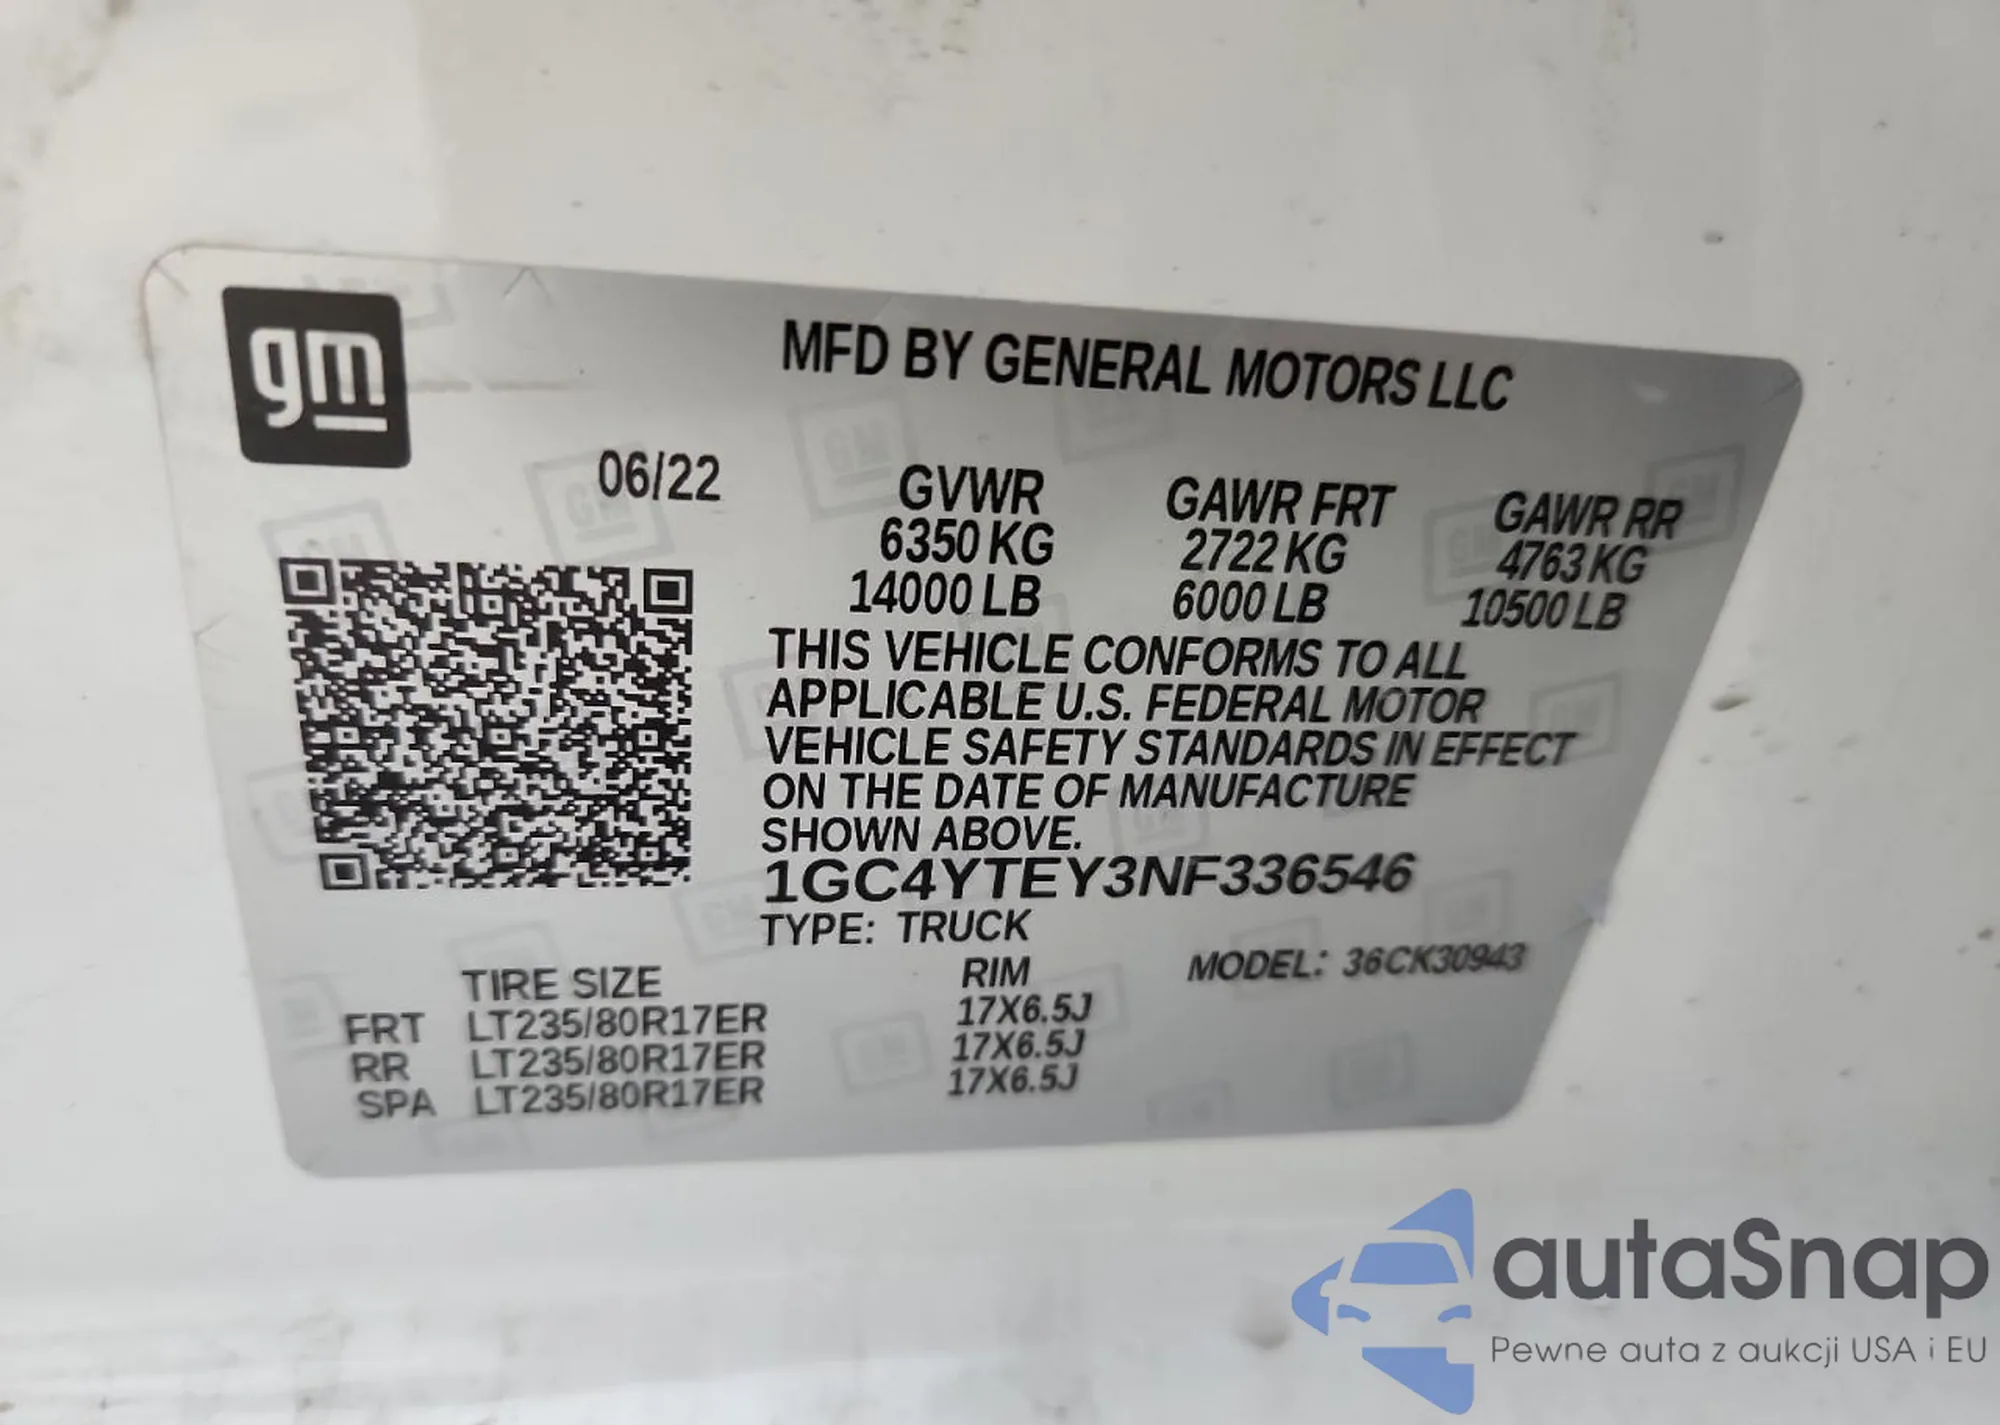 gm
MFD BY GENERAL MOTORS LLC
06/22
GVWR GAWR FRT GAWR RR
6350 KG 2722 KG 4763 KG
14000 LB 6000 LB 10500 LB
THIS VEHICLE CONFORMS TO ALL
APPLICABLE U.S. FEDERAL MOTOR
VEHICLE SAFETY STANDARDS IN EFFECT
ON THE DATE OF MANUFACTURE
SHOWN ABOVE.
1GC4YTEY3NF336546
TYPE: TRUCK
MODEL: 36CK30943
TIRE SIZE RIM
FRT LT235/80R17ER 17X6.5J
RR LT235/80R17ER 17X6.5J
SPA LT235/80R17ER 17X6.5J
autaSnap
Pewne auta z aukcji USA i EU